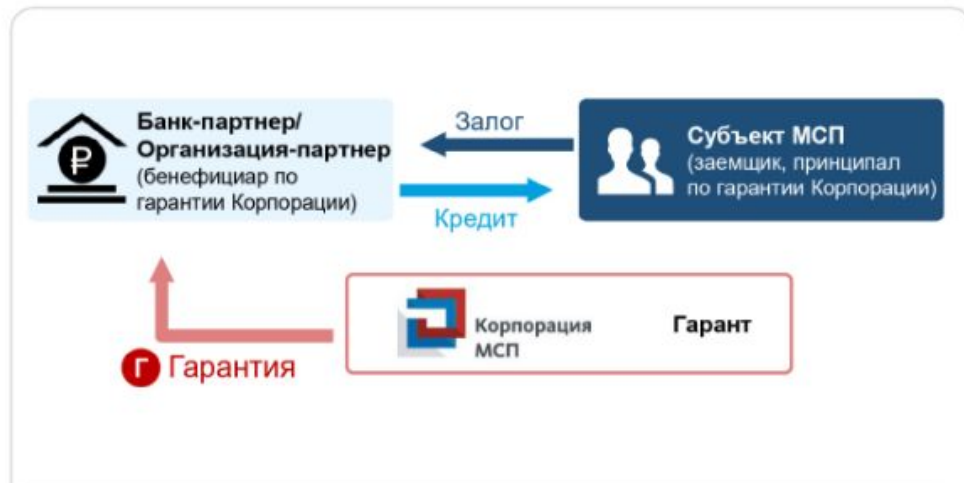 Банк-партнер/
Организация-партнер
(бенефициар по
гарантии Корпорации)
Залог
Кредит
Субъект МСП
(заемщик, принципал
по гарантии Корпорации)
Корпорация
МСП
Гарант
Г Гарантия